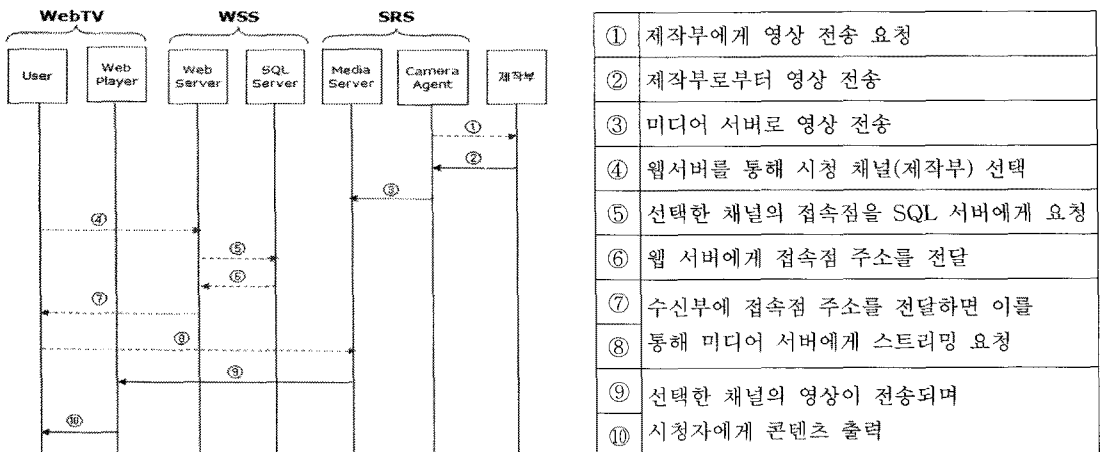 WebTV WSS SRS
User Web Player Web Server SQL Server Media Server Camera Agent 제작부
①
②
③
④
⑤
⑥
⑦
⑧
⑨
⑩
① 제작부에게 영상 전송 요청
② 제작부로부터 영상 전송
③ 미디어 서버로 영상 전송
④ 웹서버를 통해 시청 채널(제작부) 선택
⑤ 선택한 채널의 접속점을 SQL 서버에게 요청
⑥ 웹 서버에게 접속점 주소를 전달
⑦ 수신부에 접속점 주소를 전달하면 이를
⑧ 통해 미디어 서버에게 스트리밍 요청
⑨ 선택한 채널의 영상이 전송되며
⑩ 시청자에게 콘텐츠 출력